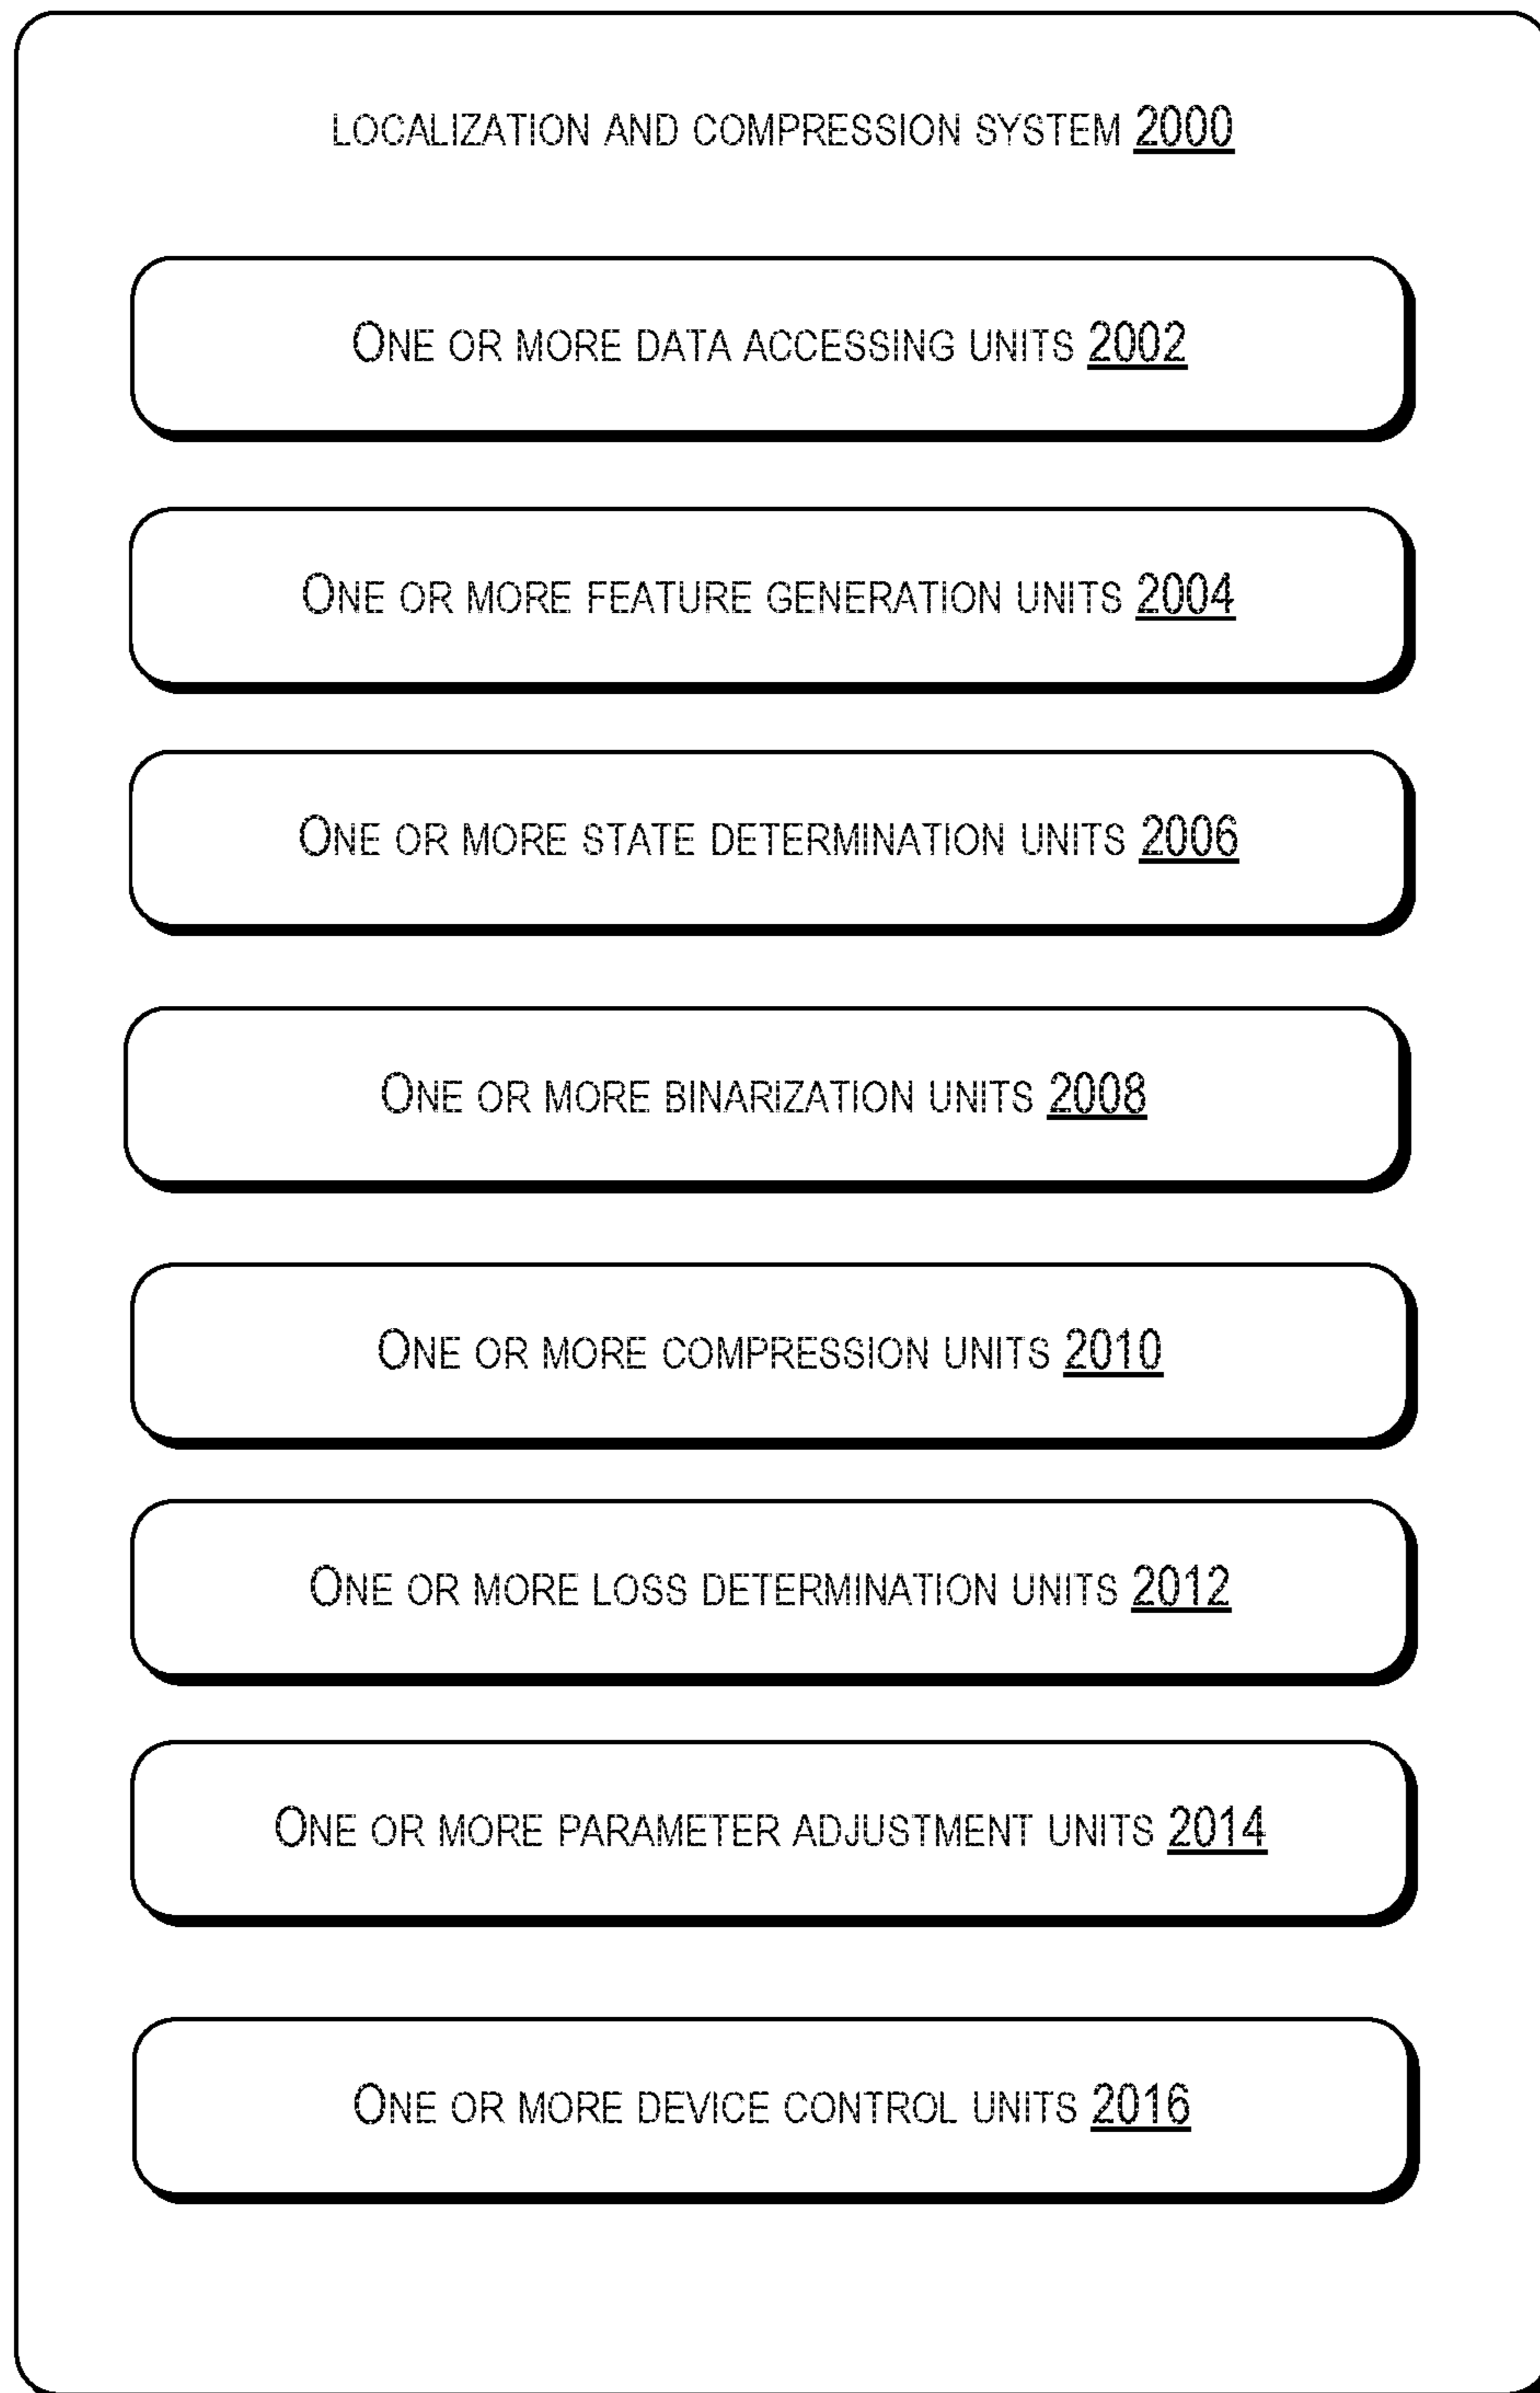 LOCALIZATION AND COMPRESSION SYSTEM 2000
ONE OR MORE DATA ACCESSING UNITS 2002
ONE OR MORE FEATURE GENERATION UNITS 2004
ONE OR MORE STATE DETERMINATION UNITS 2006
ONE OR MORE BINARIZATION UNITS 2008
ONE OR MORE COMPRESSION UNITS 2010
ONE OR MORE LOSS DETERMINATION UNITS 2012
ONE OR MORE PARAMETER ADJUSTMENT UNITS 2014
ONE OR MORE DEVICE CONTROL UNITS 2016